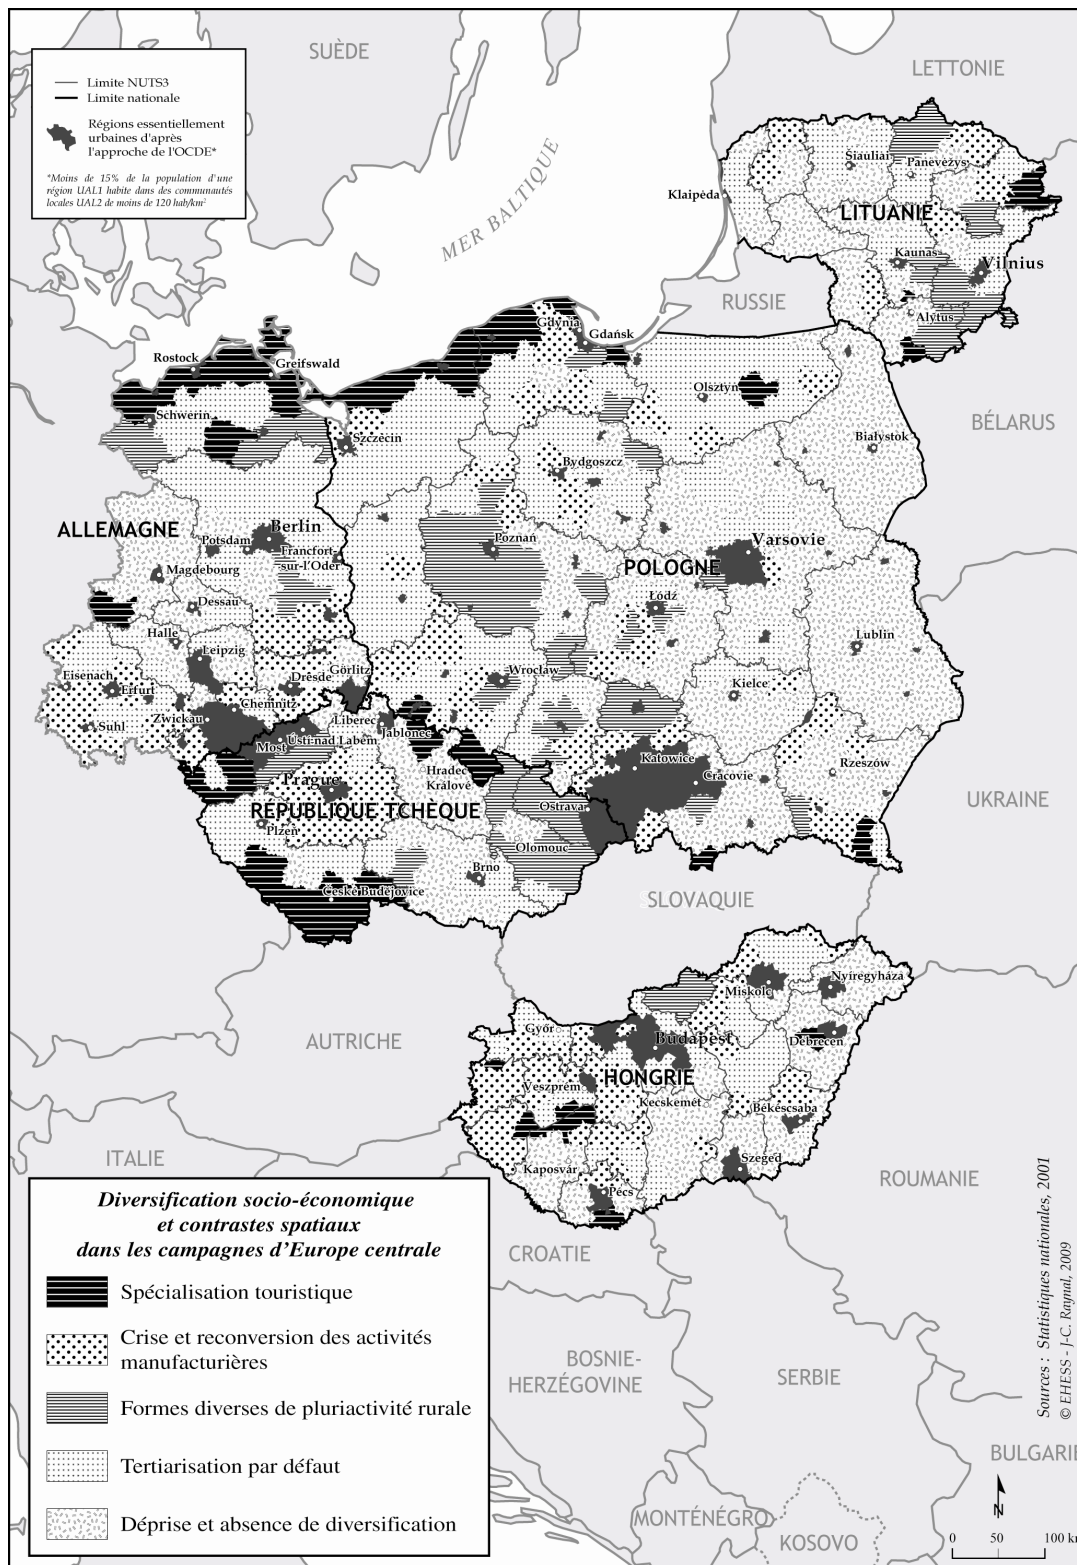 SUÈDE
LETTONIE
Limite NUTS3
Limite nationale
Régions essentiellement
urbaines d'après
l'approche de l'OCDE*
*Moins de 15% de la population d'une
région UAL1 habite dans des communautés
locales UAL2 de moins de 120 hab/km²
MER BALTIQUE
Siauliai
Panevėžys
Klaipėda
LITUANIE
Kaunas
Vilnius
RUSSIE
Alytus
Gdynia
Gdańsk
Rostock
Greifswald
Olsztyn
Schwerin
BÉLARUS
Szczécin
Białystok
Bydgoszcz
ALLEMAGNE
Berlin
Poznań
Varsovie
Potsdam
Francfort-
sur-l'Oder
POLOGNE
Magdebourg
Dessau
Łódź
Halle
Lublin
Leipzig
Görlitz
Wrocław
Eisenach
Erfurt
Dresde
Kielce
Chemnitz
Zwickau
Liberec
Suhl
Jablonec
Ústi nad Labem
Most
Katowice
Rzeszów
Prague
Hradec
Králové
Cracovie
UKRAINE
Ostrava
RÉPUBLIQUE TCHÈQUE
Plzeň
Olomouc
Brno
České Budějovice
SLOVAQUIE
Nyíregyháza
Miskolc
AUTRICHE
Győr
Budapest
Debrecen
HONGRIE
Veszprém
Kecskemét
Békéscsaba
ITALIE
Szeged
Kaposvár
Pécs
ROUMANIE
CROATIE
Diversification socio-économique
et contrastes spatiaux
dans les campagnes d'Europe centrale
Spécialisation touristique
Crise et reconversion des activités
manufacturières
Formes diverses de pluriactivité rurale
Tertiarisation par défaut
Déprise et absence de diversification
BOSNIE-
HERZÉGOVINE
SERBIE
BULGARIE
MONTÉNÉGRO
KOSOVO
N
0 50 100 km
Sources : Statistiques nationales, 2001
© EHESS - J-C. Raynal, 2009